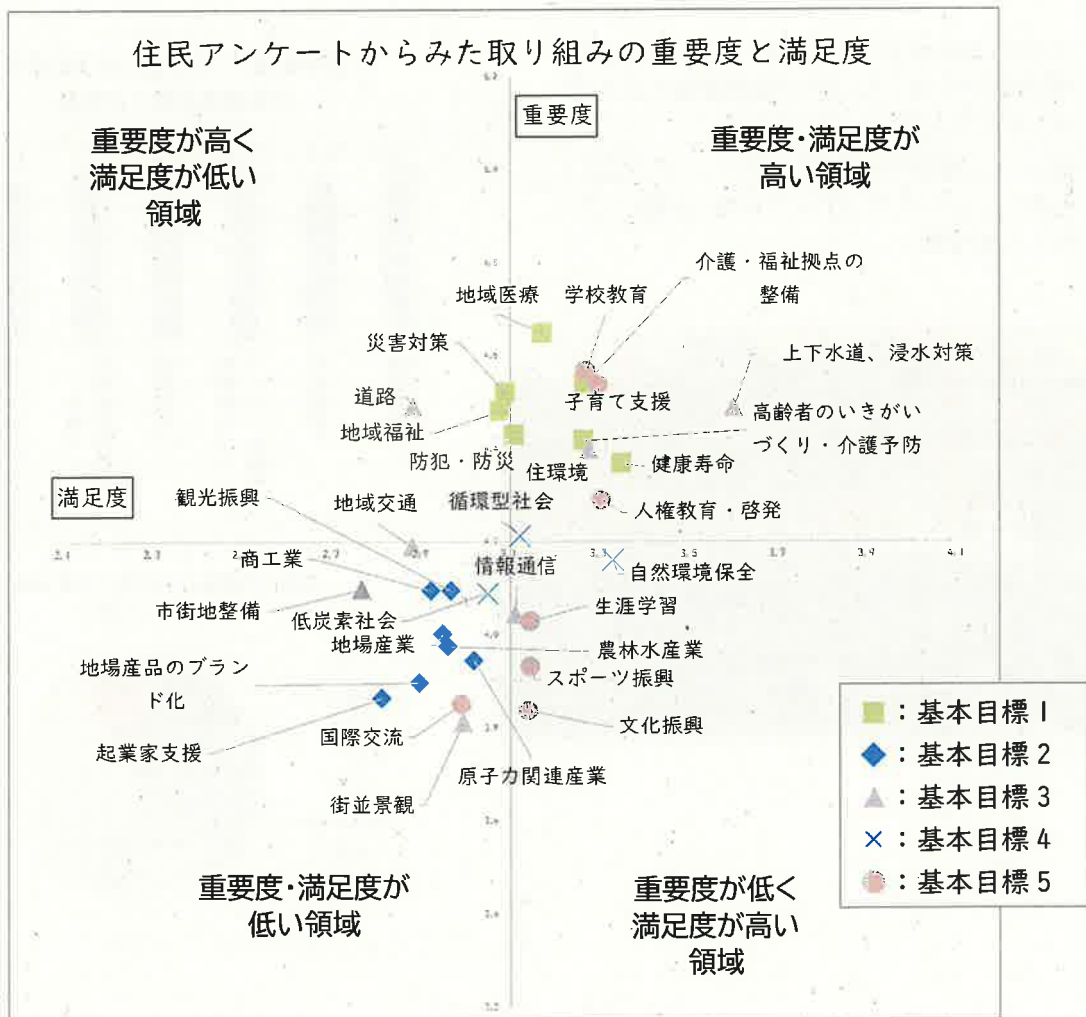 住民アンケートからみた取り組みの重要度と満足度
重要度
重要度が高く
満足度が低い
領域
重要度・満足度が
高い領域
介護・福祉拠点の
整備
地域医療
学校教育
災害対策
上下水道、浸水対策
道路
子育て支援
高齢者のいきがい
づくり・介護予防
地域福祉
防犯・防災
住環境
健康寿命
満足度
観光振興
地域交通
循環型社会
人権教育・啓発
商工業
情報通信
自然環境保全
市街地整備
低炭素社会
生涯学習
地場産業
農林水産業
地場産品のブラン
ド化
スポーツ振興
起業家支援
国際交流
文化振興
原子力関連産業
街並景観
■：基本目標1
◆：基本目標2
▲：基本目標3
×：基本目標4
●：基本目標5
重要度・満足度が
低い領域
重要度が低く
満足度が高い
領域